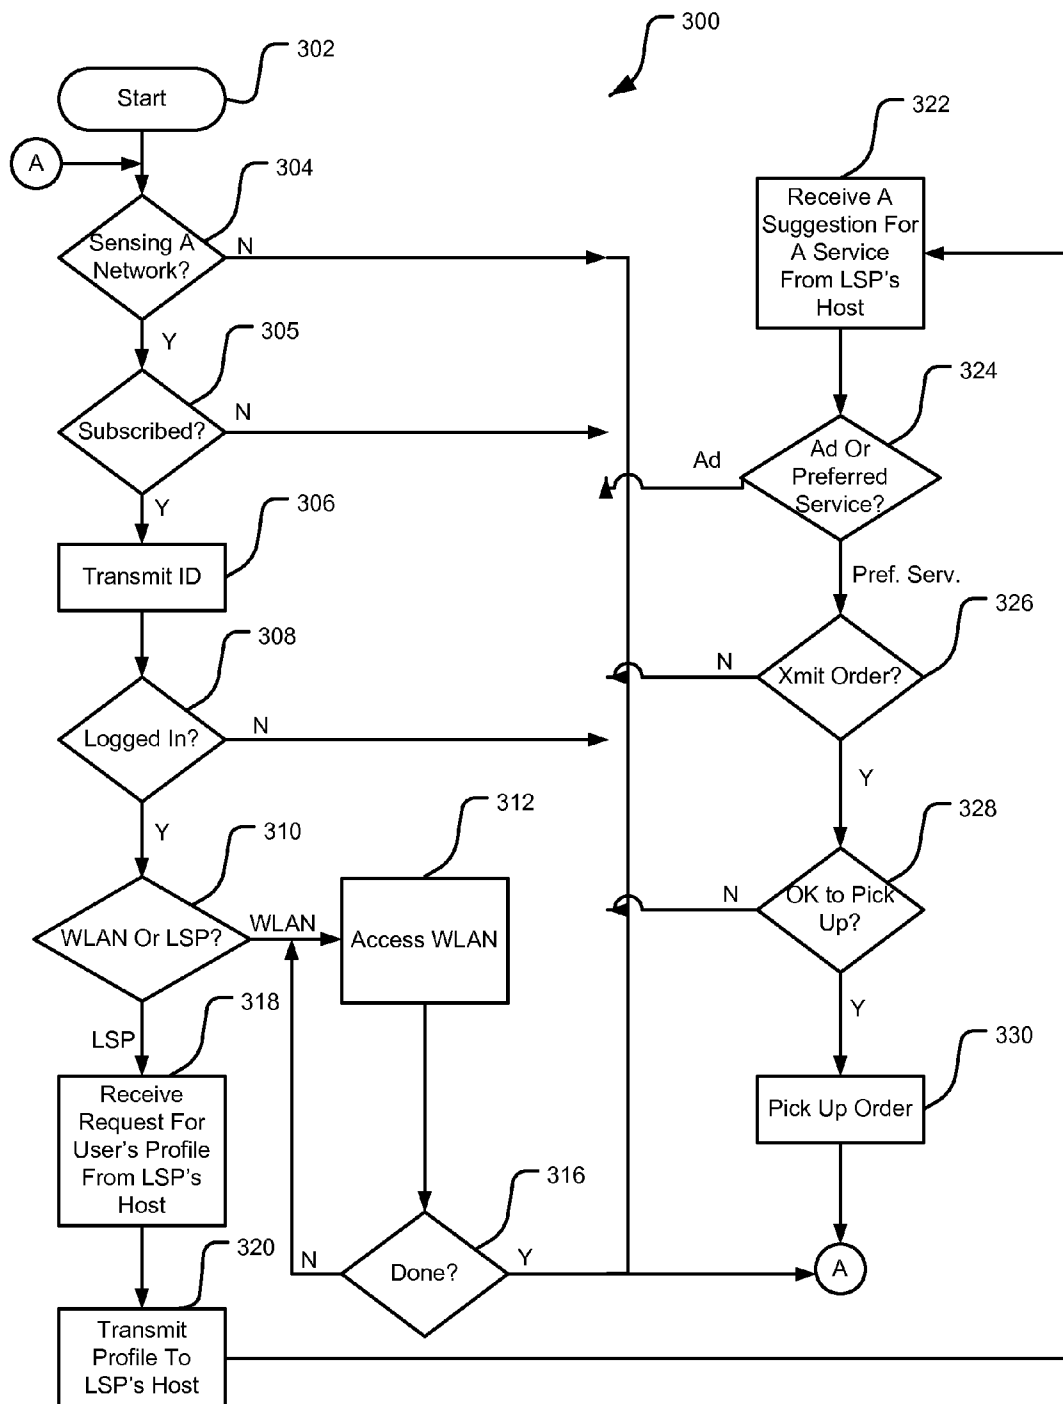 300
302
Start
A
304
Sensing A
Network?
N
Y
305
Subscribed?
N
Y
306
Transmit ID
308
Logged In?
N
Y
310
WLAN Or LSP?
WLAN
LSP
312
Access WLAN
316
Done?
N
Y
318
Receive
Request For
User's Profile
From LSP's
Host
320
Transmit
Profile To
LSP's Host
322
Receive A
Suggestion For
A Service
From LSP's
Host
324
Ad Or
Preferred
Service?
Ad
Pref. Serv.
326
Xmit Order?
N
Y
328
OK to Pick
Up?
N
Y
330
Pick Up Order
A